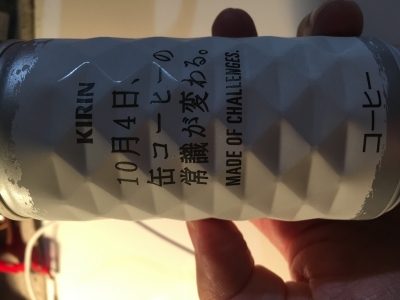 KIRIN
10月4日、
缶コーヒーの
常識が変わる。
MADE OF CHALLENGES.
コーヒー